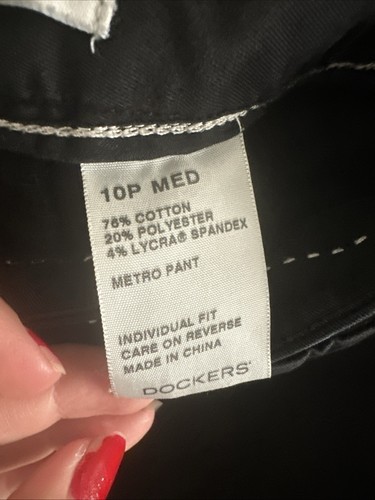 10P MED
76% COTTON
20% POLYESTER
4% LYCRA® SPANDEX
METRO PANT
INDIVIDUAL FIT
CARE ON REVERSE
MADE IN CHINA
DOCKERS®